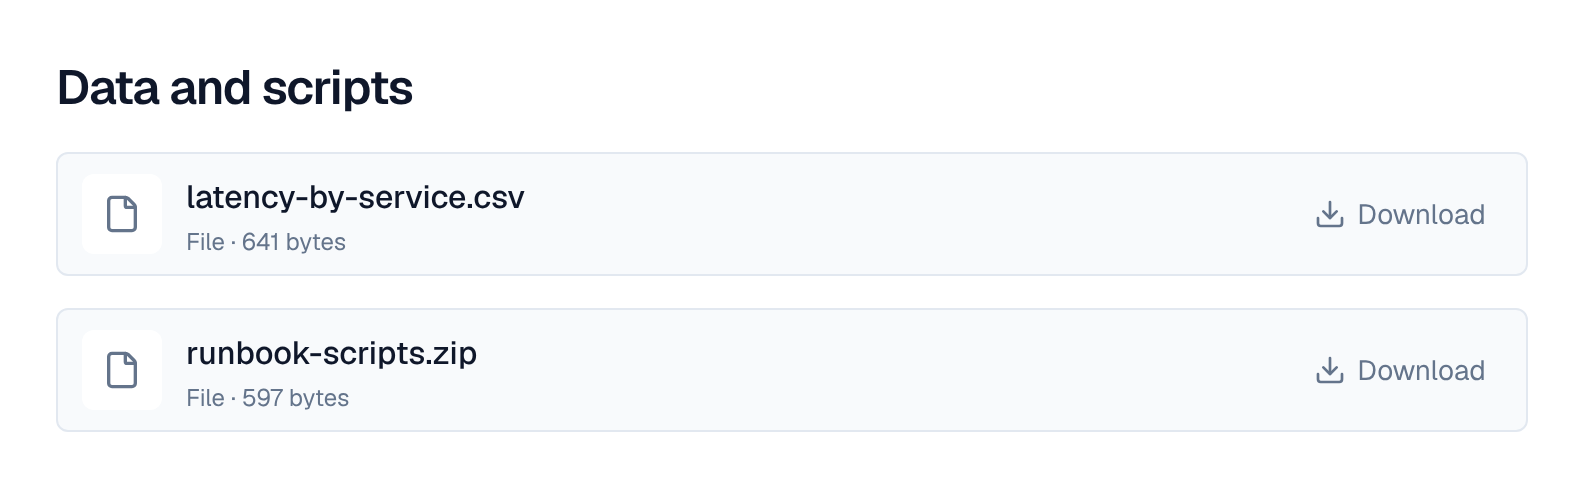 Data and scripts
latency-by-service.csv
File · 641 bytes
Download
runbook-scripts.zip
File · 597 bytes
Download